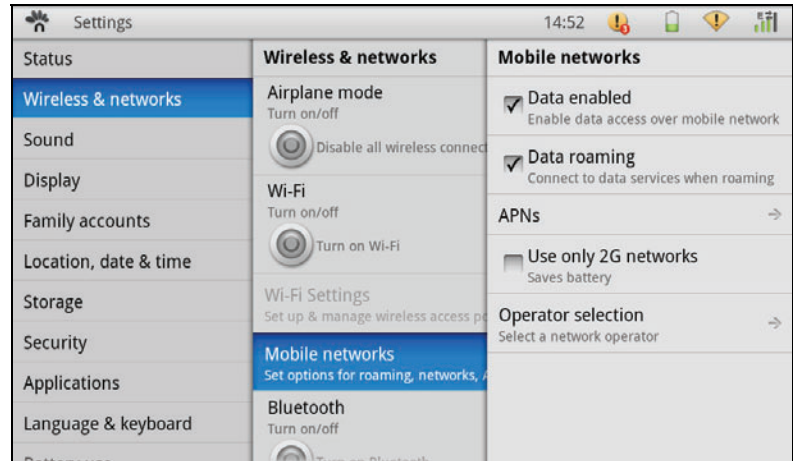 Settings
14:52
Status
Wireless & networks
Sound
Display
Family accounts
Location, date & time
Storage
Security
Applications
Language & keyboard
Wireless & networks
Airplane mode
Turn on/off
Disable all wireless connect
Wi-Fi
Turn on/off
Turn on Wi-Fi
Wi-Fi Settings
Set up & manage wireless access po
Mobile networks
Set options for roaming, networks, A
Bluetooth
Turn on/off
Turn on Bluetooth
Mobile networks
Data enabled
Enable data access over mobile network
Data roaming
Connect to data services when roaming
APNs
Use only 2G networks
Saves battery
Operator selection
Select a network operator